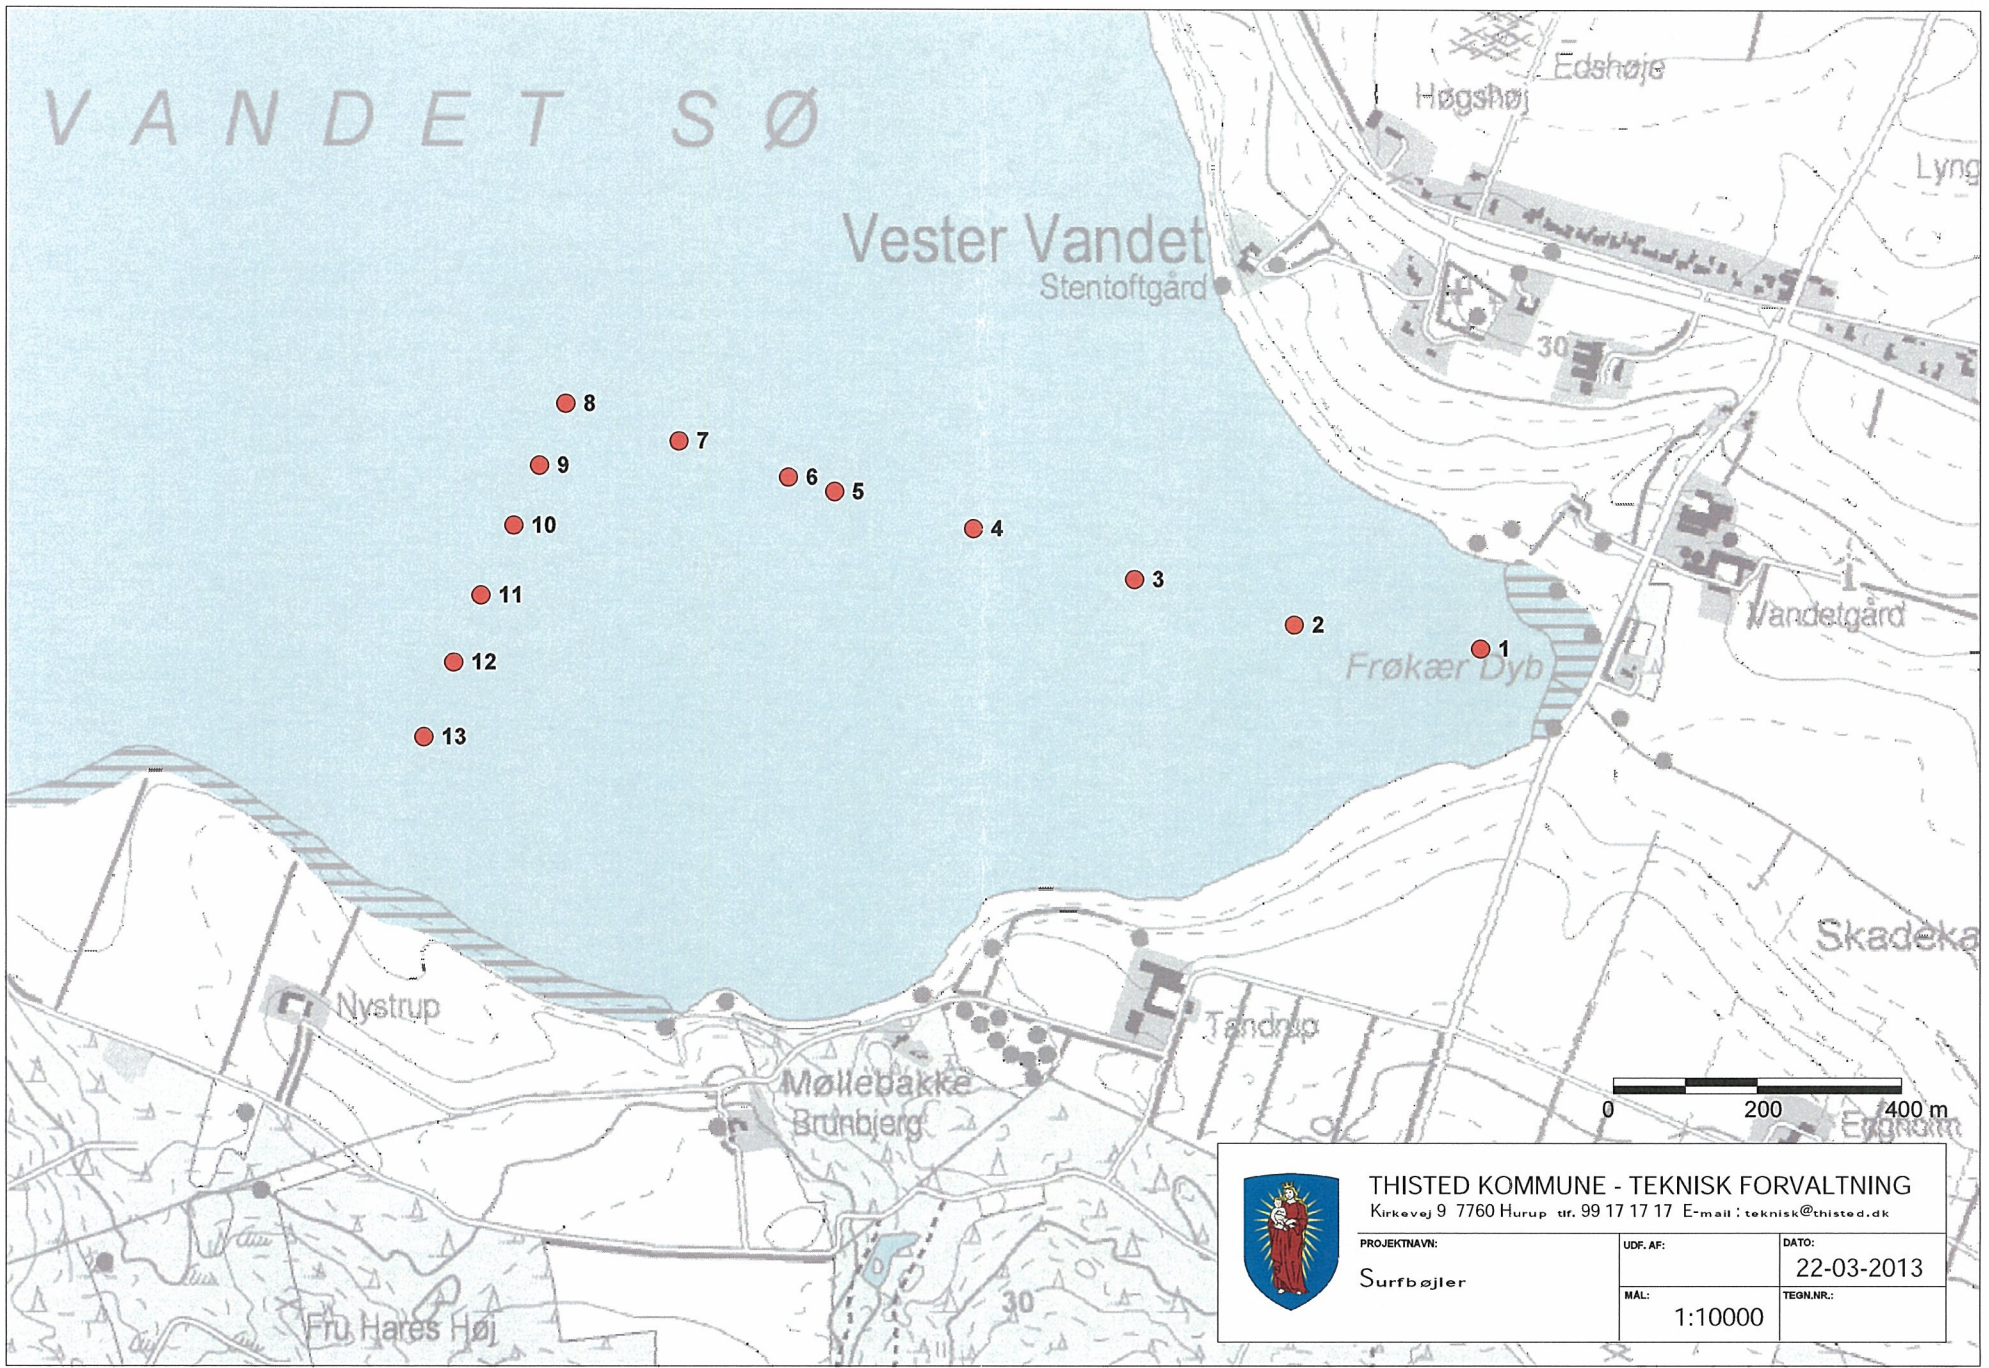 VANDET SØ
Edshøje
Høgshøj
Lyng
Vester Vandet
Stentoftgård
30
8
7
9
6
5
10
4
3
11
Vandetgård
2
1
12
Frøkær Dyb
13
Skadeka
Nystrup
Tandrup
Møllebakke
Brunbjerg
0 200 400 m
Engholm
30
Fru Hares Høj
THISTED KOMMUNE - TEKNISK FORVALTNING
Kirkevej 9 7760 Hurup tlf. 99 17 17 17 E-mail : teknisk@thisted.dk
PROJEKTNAVN:
Surfbøjler
UDF. AF:
DATO:
22-03-2013
MÅL:
1:10000
TEGN.NR.: